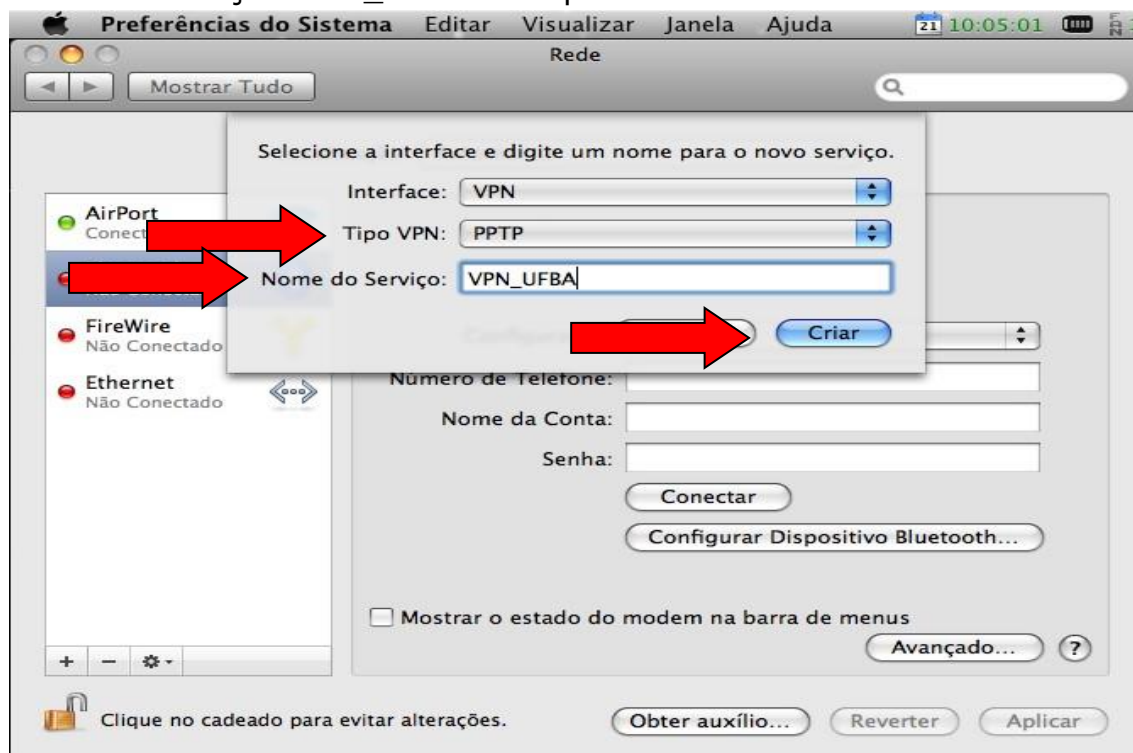 Preferências do Sistema Editar Visualizar Janela Ajuda 21 10:05:01
Rede
Mostrar Tudo
Selecione a interface e digite um nome para o novo serviço.
Interface: VPN
AirPort
Tipo VPN: PPTP
Nome do Serviço: VPN_UFBA
Criar
FireWire
Não Conectado
Ethernet
Não Conectado
Número de Telefone:
Nome da Conta:
Senha:
Conectar
Configurar Dispositivo Bluetooth...
Mostrar o estado do modem na barra de menus
Avançado... ?
+ −
Clique no cadeado para evitar alterações. Obter auxílio... Reverter Aplicar